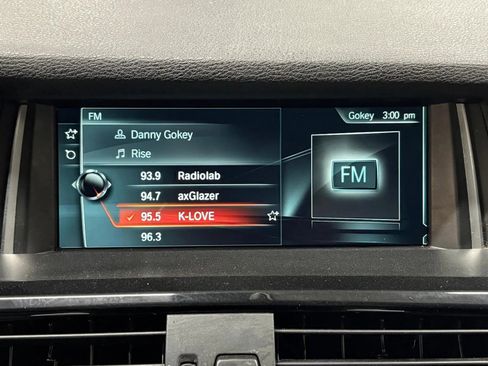 FM
Gokey 3:00 pm
Danny Gokey
Rise
93.9 Radiolab
94.7 axGlazer
95.5 K-LOVE
96.3
FM